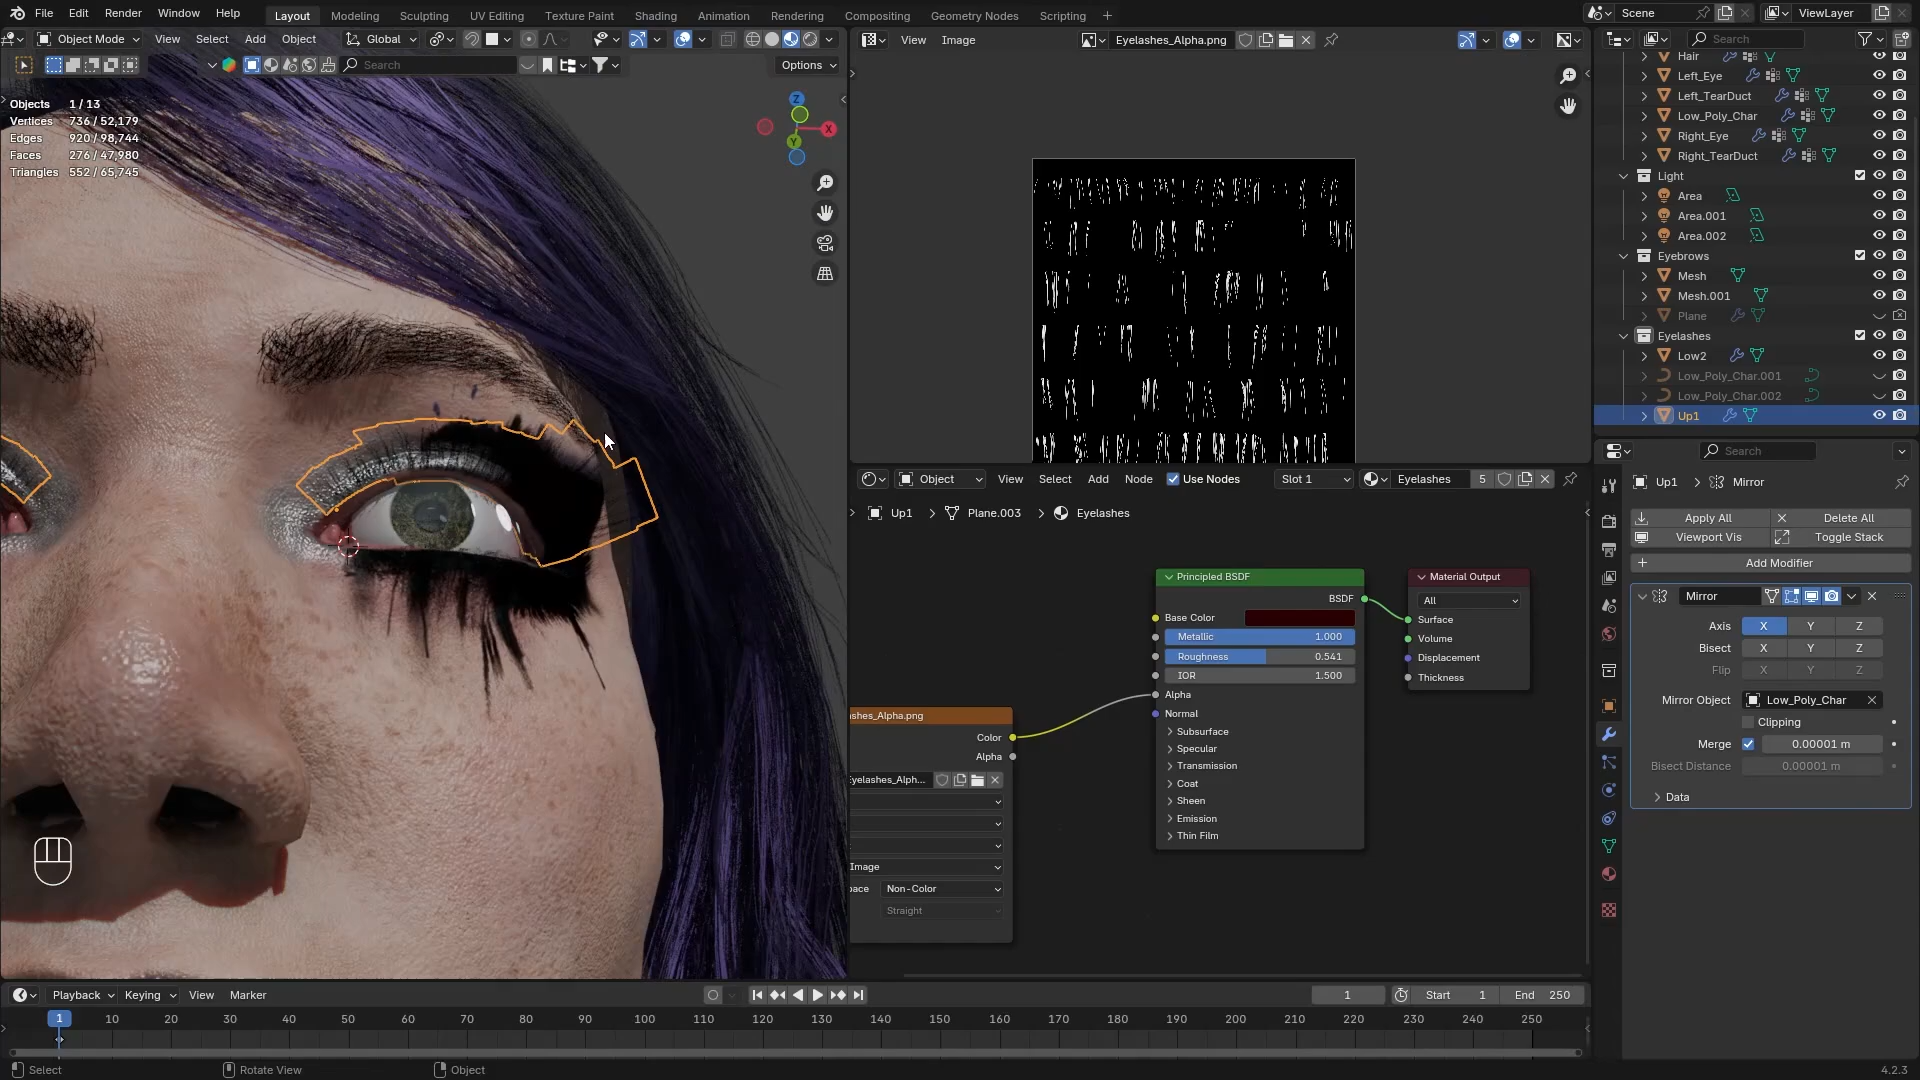 File Edit Render Window Help Layout Modeling Sculpting UV Editing Texture Paint Shading Animation Rendering Compositing Geometry Nodes Scripting + Scene ViewLayer
Object Mode View Select Add Object Global View Image Eyelashes_Alpha.png Search
Search Options
Objects 1 / 13
Vertices 736 / 52,179
Edges 920 / 98,744
Faces 276 / 47,980
Triangles 552 / 65,745
Z
X
Y
Hair
Left_Eye
Left_TearDuct
Low_Poly_Char
Right_Eye
Right_TearDuct
Light
Area
Area.001
Area.002
Eyebrows
Mesh
Mesh.001
Plane
Eyelashes
Low2
Low_Poly_Char.001
Low_Poly_Char.002
Up1
Object View Select Add Node Use Nodes Slot 1 Eyelashes 5
Up1 > Plane.003 > Eyelashes
ashes_Alpha.png
Color
Alpha
Eyelashes_Alph...
Image
pace Non-Color
Straight
Principled BSDF
BSDF
Base Color
Metallic 1.000
Roughness 0.541
IOR 1.500
Alpha
Normal
Subsurface
Specular
Transmission
Coat
Sheen
Emission
Thin Film
Material Output
All
Surface
Volume
Displacement
Thickness
Search
Up1 > Mirror
Apply All Delete All
Viewport Vis Toggle Stack
Add Modifier
Mirror
Axis X Y Z
Bisect X Y Z
Flip X Y Z
Mirror Object Low_Poly_Char
Clipping
Merge 0.00001 m
Bisect Distance 0.00001 m
Data
Playback Keying View Marker 1 Start 1 End 250
1 10 20 30 40 50 60 70 80 90 100 110 120 130 140 150 160 170 180 190 200 210 220 230 240 250
Select Rotate View Object 4.2.3